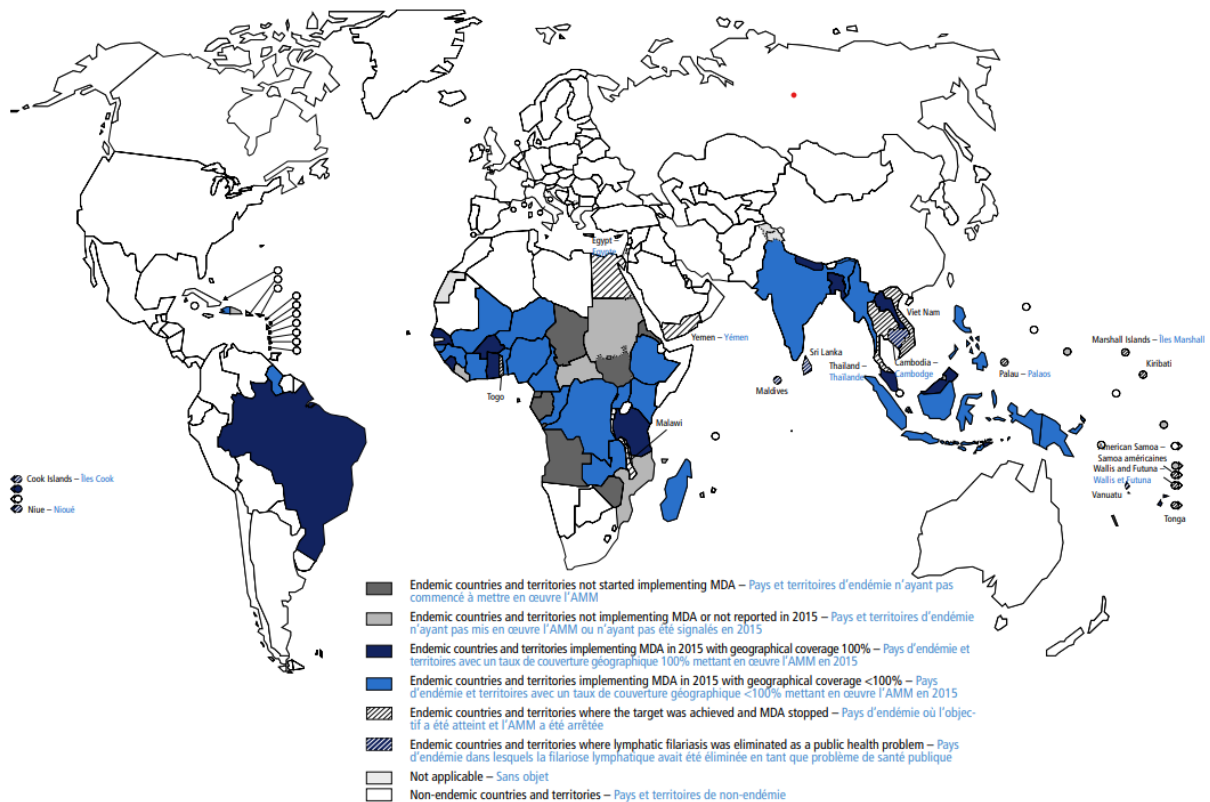 Egypt –
Egypte
Yemen – Yémen
Viet Nam
Sri Lanka
Thailand –
Thaïlande
Cambodia –
Cambodge
Maldives
Palau – Palaos
Marshall Islands – Îles Marshall
Kiribati
Togo
Malawi
American Samoa –
Samoa américaines
Wallis and Futuna –
Wallis et Futuna
Vanuatu
Tonga
Cook Islands – Îles Cook
Niue – Nioué
Endemic countries and territories not started implementing MDA – Pays et territoires d'endémie n'ayant pas
commencé à mettre en œuvre l'AMM
Endemic countries and territories not implementing MDA or not reported in 2015 – Pays et territoires d'endémie
n'ayant pas mis en œuvre l'AMM ou n'ayant pas été signalés en 2015
Endemic countries and territories implementing MDA in 2015 with geographical coverage 100% – Pays d'endémie et
territoires avec un taux de couverture géographique 100% mettant en œuvre l'AMM en 2015
Endemic countries and territories implementing MDA in 2015 with geographical coverage <100% – Pays
d'endémie et territoires avec un taux de couverture géographique <100% mettant en œuvre l'AMM en 2015
Endemic countries and territories where the target was achieved and MDA stopped – Pays d'endémie où l'objec-
tif a été atteint et l'AMM a été arrêtée
Endemic countries and territories where lymphatic filariasis was eliminated as a public health problem – Pays
d'endémie dans lesquels la filariose lymphatique avait été éliminée en tant que problème de santé publique
Not applicable – Sans objet
Non-endemic countries and territories – Pays et territoires de non-endémie